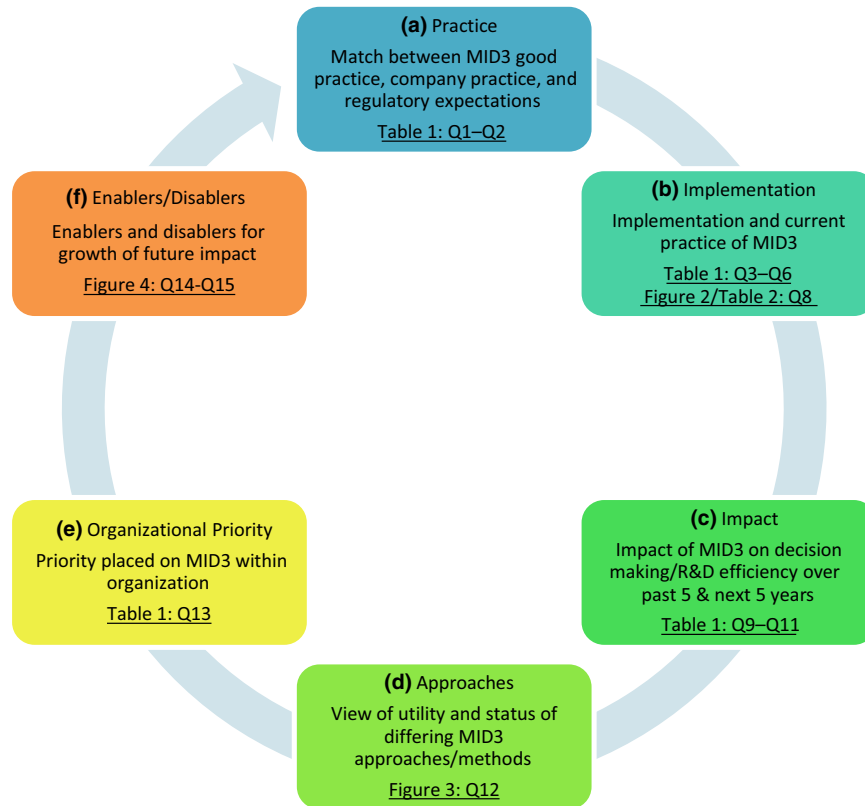 (a) Practice
Match between MID3 good
practice, company practice, and
regulatory expectations
Table 1: Q1–Q2
(b) Implementation
Implementation and current
practice of MID3
Table 1: Q3–Q6
Figure 2/Table 2: Q8
(c) Impact
Impact of MID3 on decision
making/R&D efficiency over
past 5 & next 5 years
Table 1: Q9–Q11
(d) Approaches
View of utility and status of
differing MID3
approaches/methods
Figure 3: Q12
(e) Organizational Priority
Priority placed on MID3 within
organization
Table 1: Q13
(f) Enablers/Disablers
Enablers and disablers for
growth of future impact
Figure 4: Q14-Q15